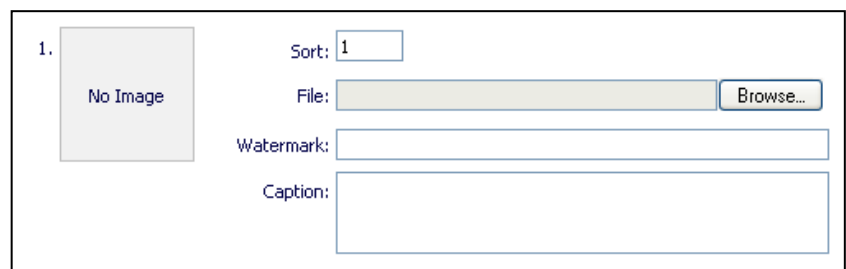 1.
No Image
Sort: 1
File: Browse...
Watermark:
Caption: